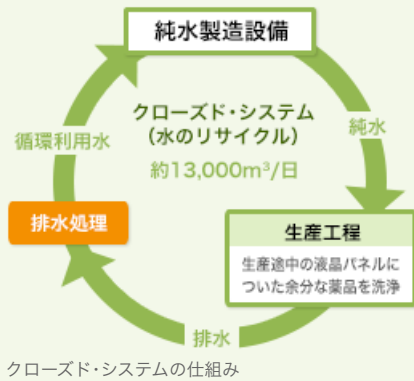 純水製造設備
クローズド・システム
（水のリサイクル）
約13,000m³/日
純水
循環利用水
排水処理
生産工程
生産途中の液晶パネルに
ついた余分な薬品を洗浄
排水
クローズド・システムの仕組み